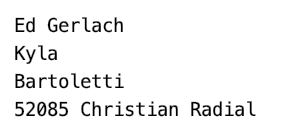 Ed Gerlach
Kyla
Bartoletti
52085 Christian Radial